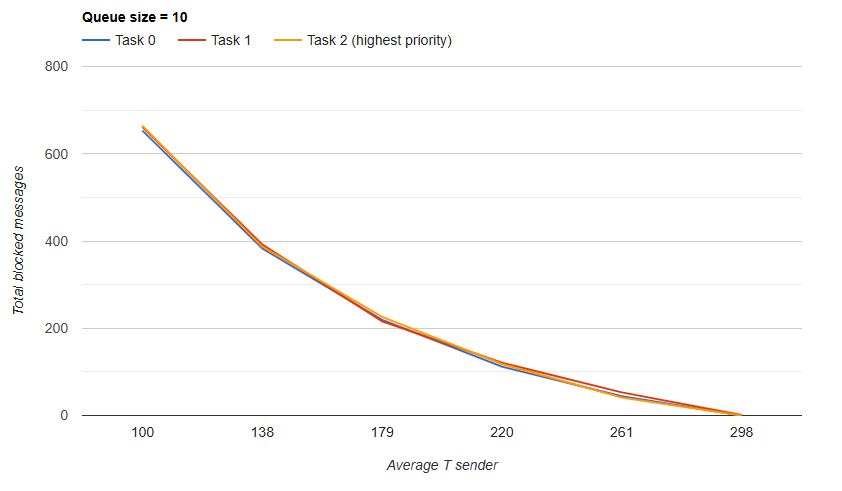 Queue size = 10
Task 0 Task 1 Task 2 (highest priority)
800
600
400
200
0
Total blocked messages
100 138 179 220 261 298
Average T sender